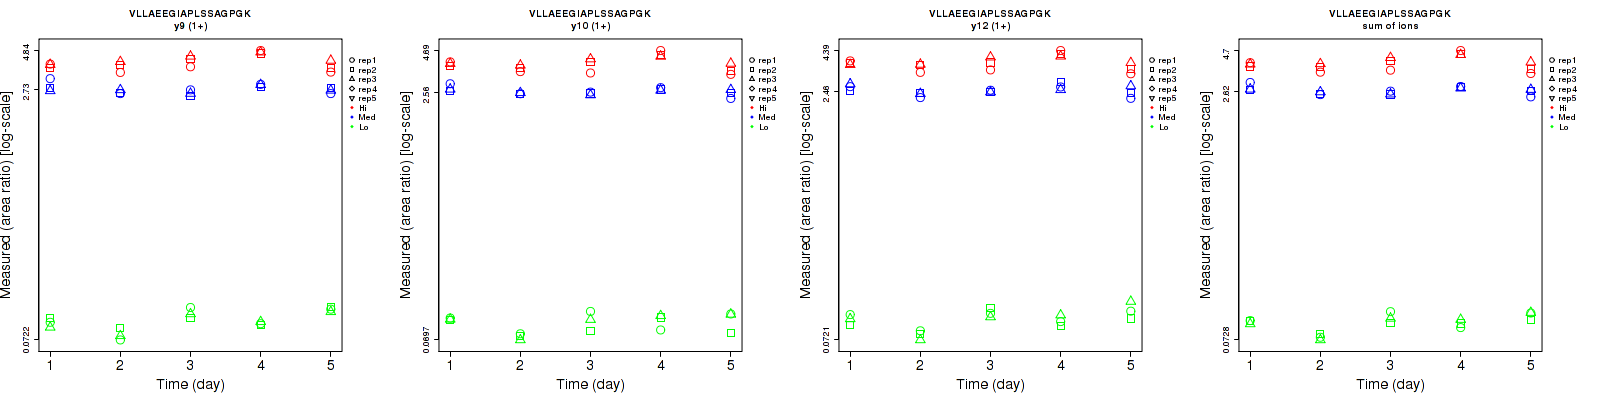 VLLAEEGIAPLSSAGPGK
y9 (1+)
Measured (area ratio) [log-scale]
4.84
2.73
0.0722
1 2 3 4 5
Time (day)
rep1
rep2
rep3
rep4
rep5
Hi
Med
Lo
VLLAEEGIAPLSSAGPGK
y10 (1+)
Measured (area ratio) [log-scale]
4.69
2.56
0.0697
1 2 3 4 5
Time (day)
rep1
rep2
rep3
rep4
rep5
Hi
Med
Lo
VLLAEEGIAPLSSAGPGK
y12 (1+)
Measured (area ratio) [log-scale]
4.39
2.46
0.0721
1 2 3 4 5
Time (day)
rep1
rep2
rep3
rep4
rep5
Hi
Med
Lo
VLLAEEGIAPLSSAGPGK
sum of ions
Measured (area ratio) [log-scale]
4.7
2.62
0.0728
1 2 3 4 5
Time (day)
rep1
rep2
rep3
rep4
rep5
Hi
Med
Lo